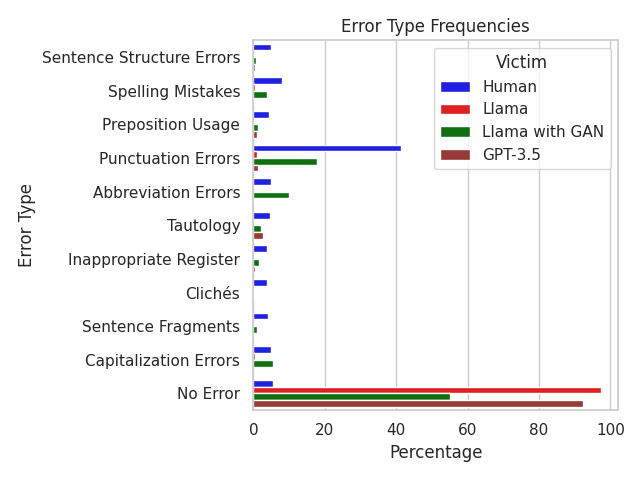 Error Type Frequencies
Victim
Human
Llama
Llama with GAN
GPT-3.5
Error Type
Sentence Structure Errors
Spelling Mistakes
Preposition Usage
Punctuation Errors
Abbreviation Errors
Tautology
Inappropriate Register
Clichés
Sentence Fragments
Capitalization Errors
No Error
0 20 40 60 80 100
Percentage